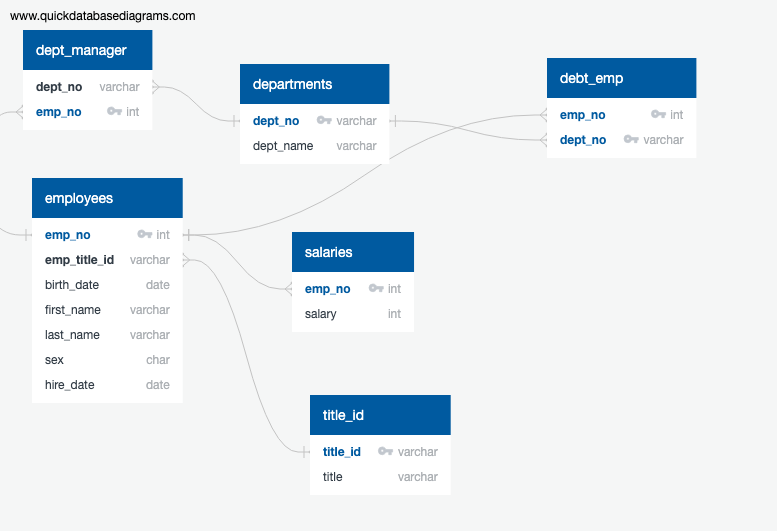 www.quickdatabasediagrams.com
dept_manager
dept_no varchar
emp_no int
departments
dept_no varchar
dept_name varchar
debt_emp
emp_no int
dept_no varchar
employees
emp_no int
emp_title_id varchar
birth_date date
first_name varchar
last_name varchar
sex char
hire_date date
salaries
emp_no int
salary int
title_id
title_id varchar
title varchar